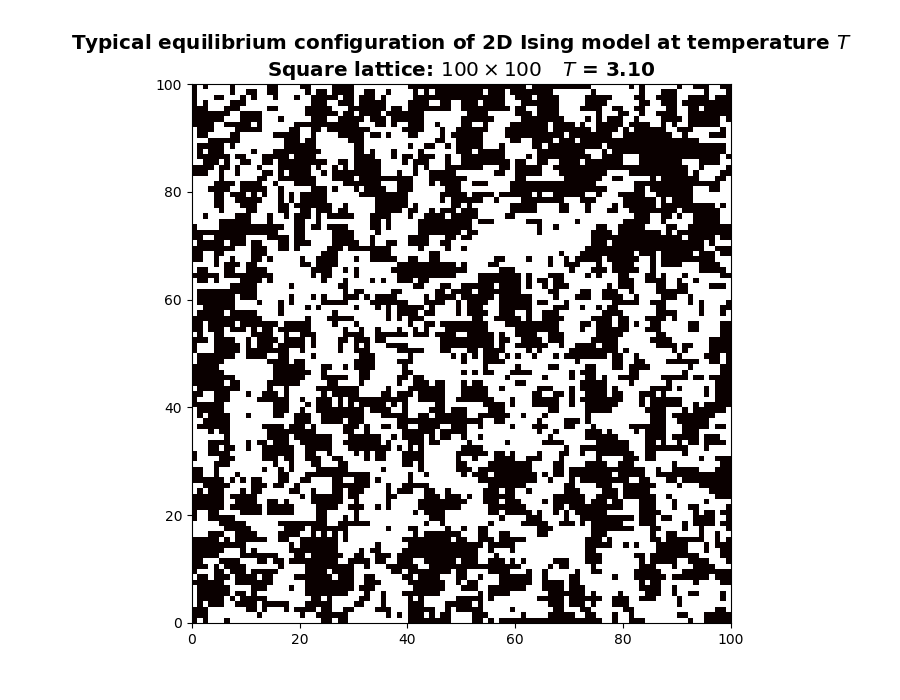 Typical equilibrium configuration of 2D Ising model at temperature T
Square lattice: 100 × 100 T = 3.10
100
80
60
40
20
0
0 20 40 60 80 100